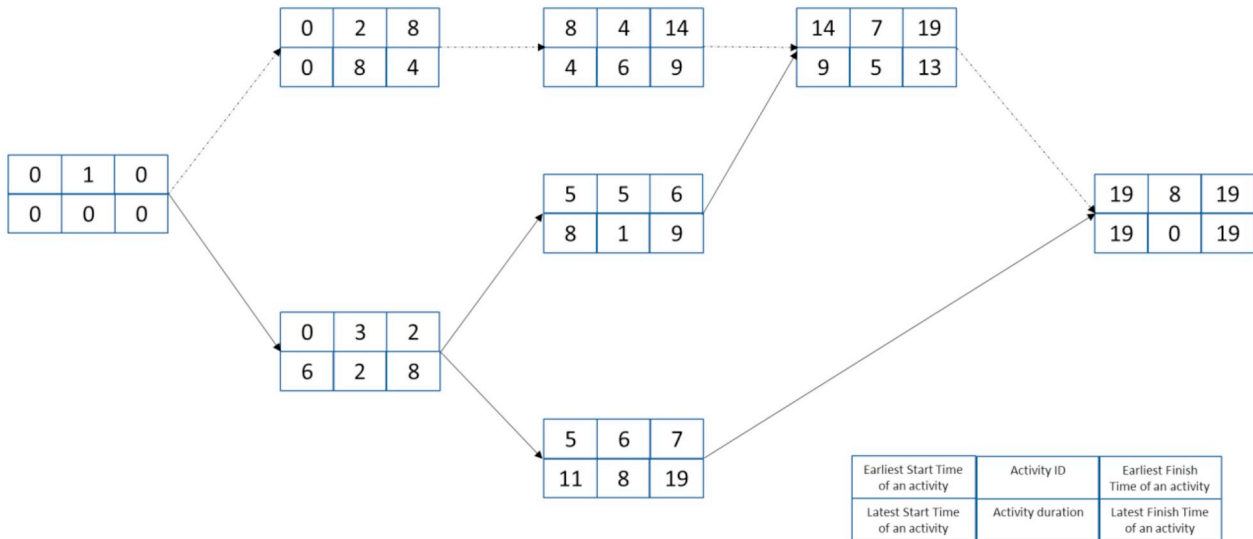 0 2 8
0 8 4
8 4 14
4 6 9
14 7 19
9 5 13
0 1 0
0 0 0
5 5 6
8 1 9
19 8 19
19 0 19
0 3 2
6 2 8
5 6 7
11 8 19
Earliest Start Time
of an activity
Activity ID
Earliest Finish
Time of an activity
Latest Start Time
of an activity
Activity duration
Latest Finish Time
of an activity